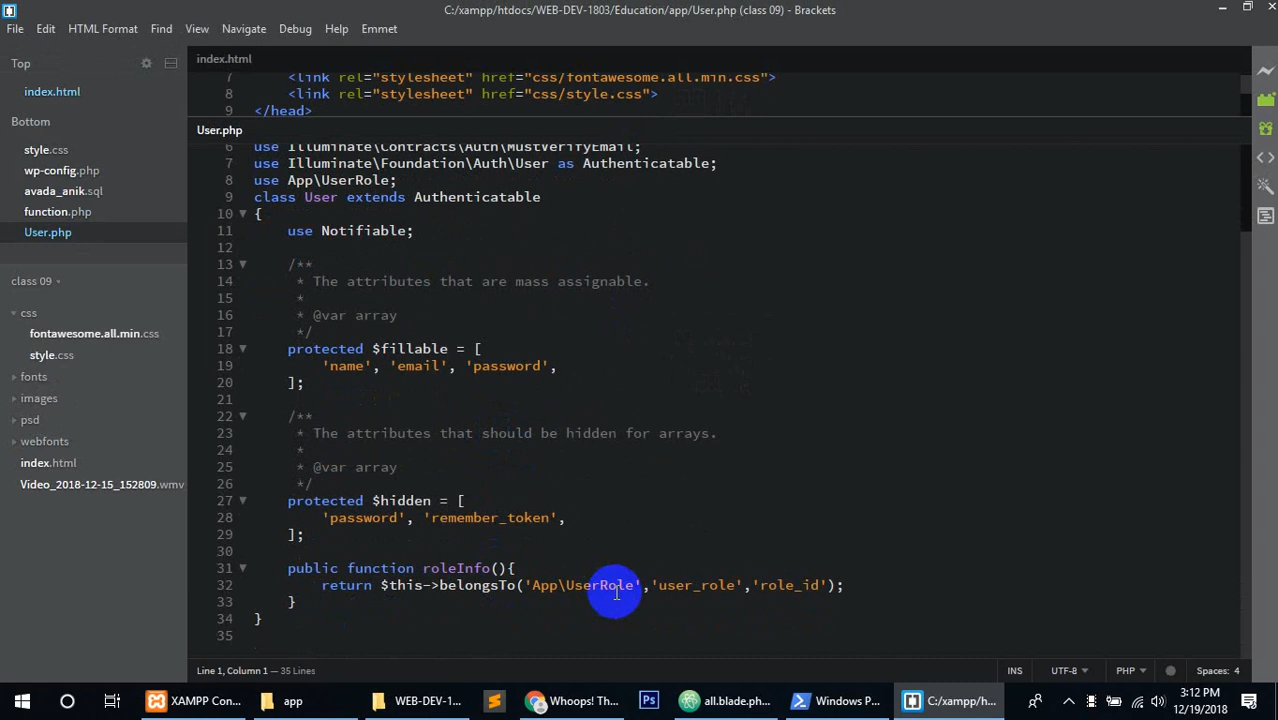 C:/xampp/htdocs/WEB-DEV-1803/Education/app/User.php (class 09) - Brackets
File Edit Find View Navigate Debug Help Emmet
Top
index.html
Bottom
style.css
wp-config.php
avada_anik.sql
function.php
User.php
class 09
css
fontawesome.all.min.css
style.css
fonts
images
psd
webfonts
index.html
Video_2018-12-15_152809.wmv
index.html
7 <link rel="stylesheet" href="css/fontawesome.all.min.css">
8 <link rel="stylesheet" href="css/style.css">
9 </head>
User.php
6 use Illuminate\Contracts\Auth\MustVerifyEmail;
7 use Illuminate\Foundation\Auth\User as Authenticatable;
8 use App\UserRole;
9 class User extends Authenticatable
10 {
11 use Notifiable;
12
13 /**
14 * The attributes that are mass assignable.
15 *
16 * @var array
17 */
18 protected $fillable = [
19 'name', 'email', 'password',
20 ];
21
22 /**
23 * The attributes that should be hidden for arrays.
24 *
25 * @var array
26 */
27 protected $hidden = [
28 'password', 'remember_token',
29 ];
30
31 public function roleInfo(){
32 return $this->belongsTo('App\UserRole','user_role','role_id');
33 }
34 }
35
Line 1, Column 1 — 35 Lines
INS UTF-8 PHP Spaces: 4
XAMPP Con... app WEB-DEV-1... Whoops! Th... Ps all.blade.ph... Windows P... C:/xampp/h...
3:12 PM
12/19/2018